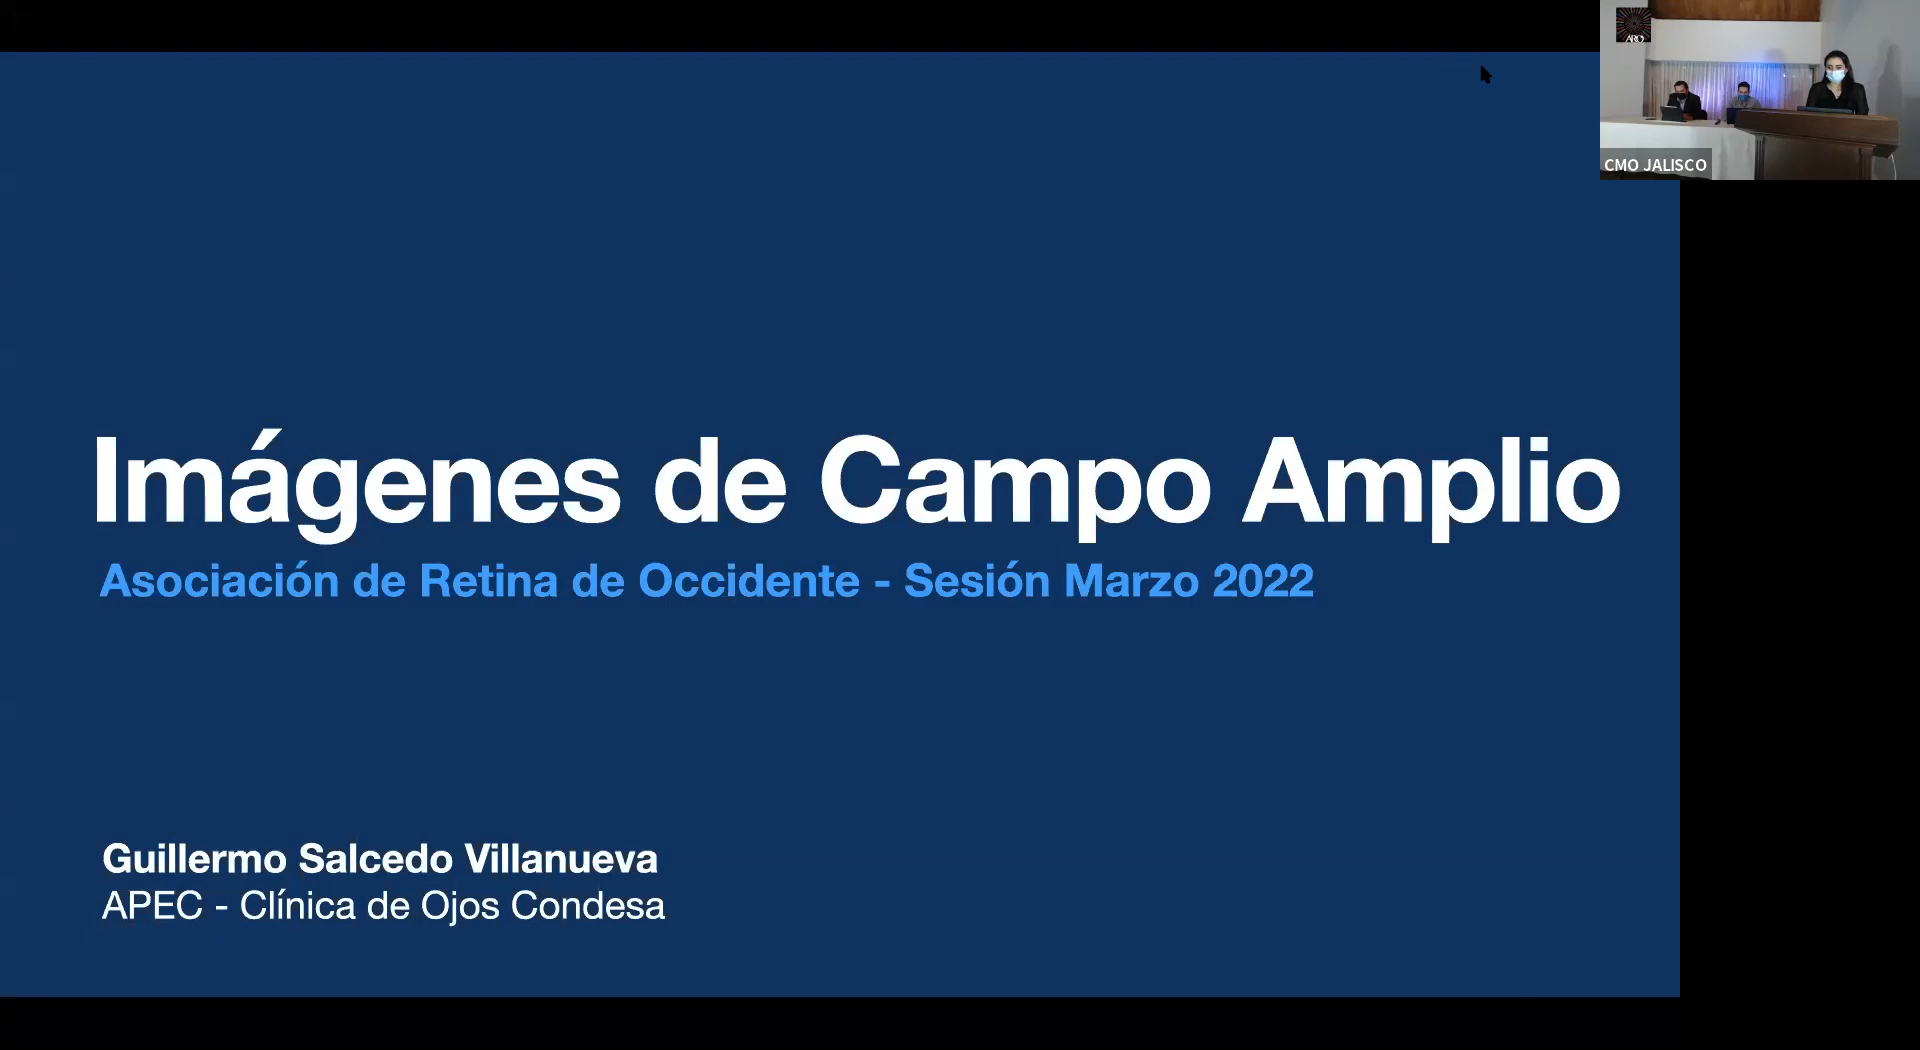 Imágenes de Campo Amplio
Asociación de Retina de Occidente - Sesión Marzo 2022
Guillermo Salcedo Villanueva
APEC - Clínica de Ojos Condesa
ARO
CMO JALISCO